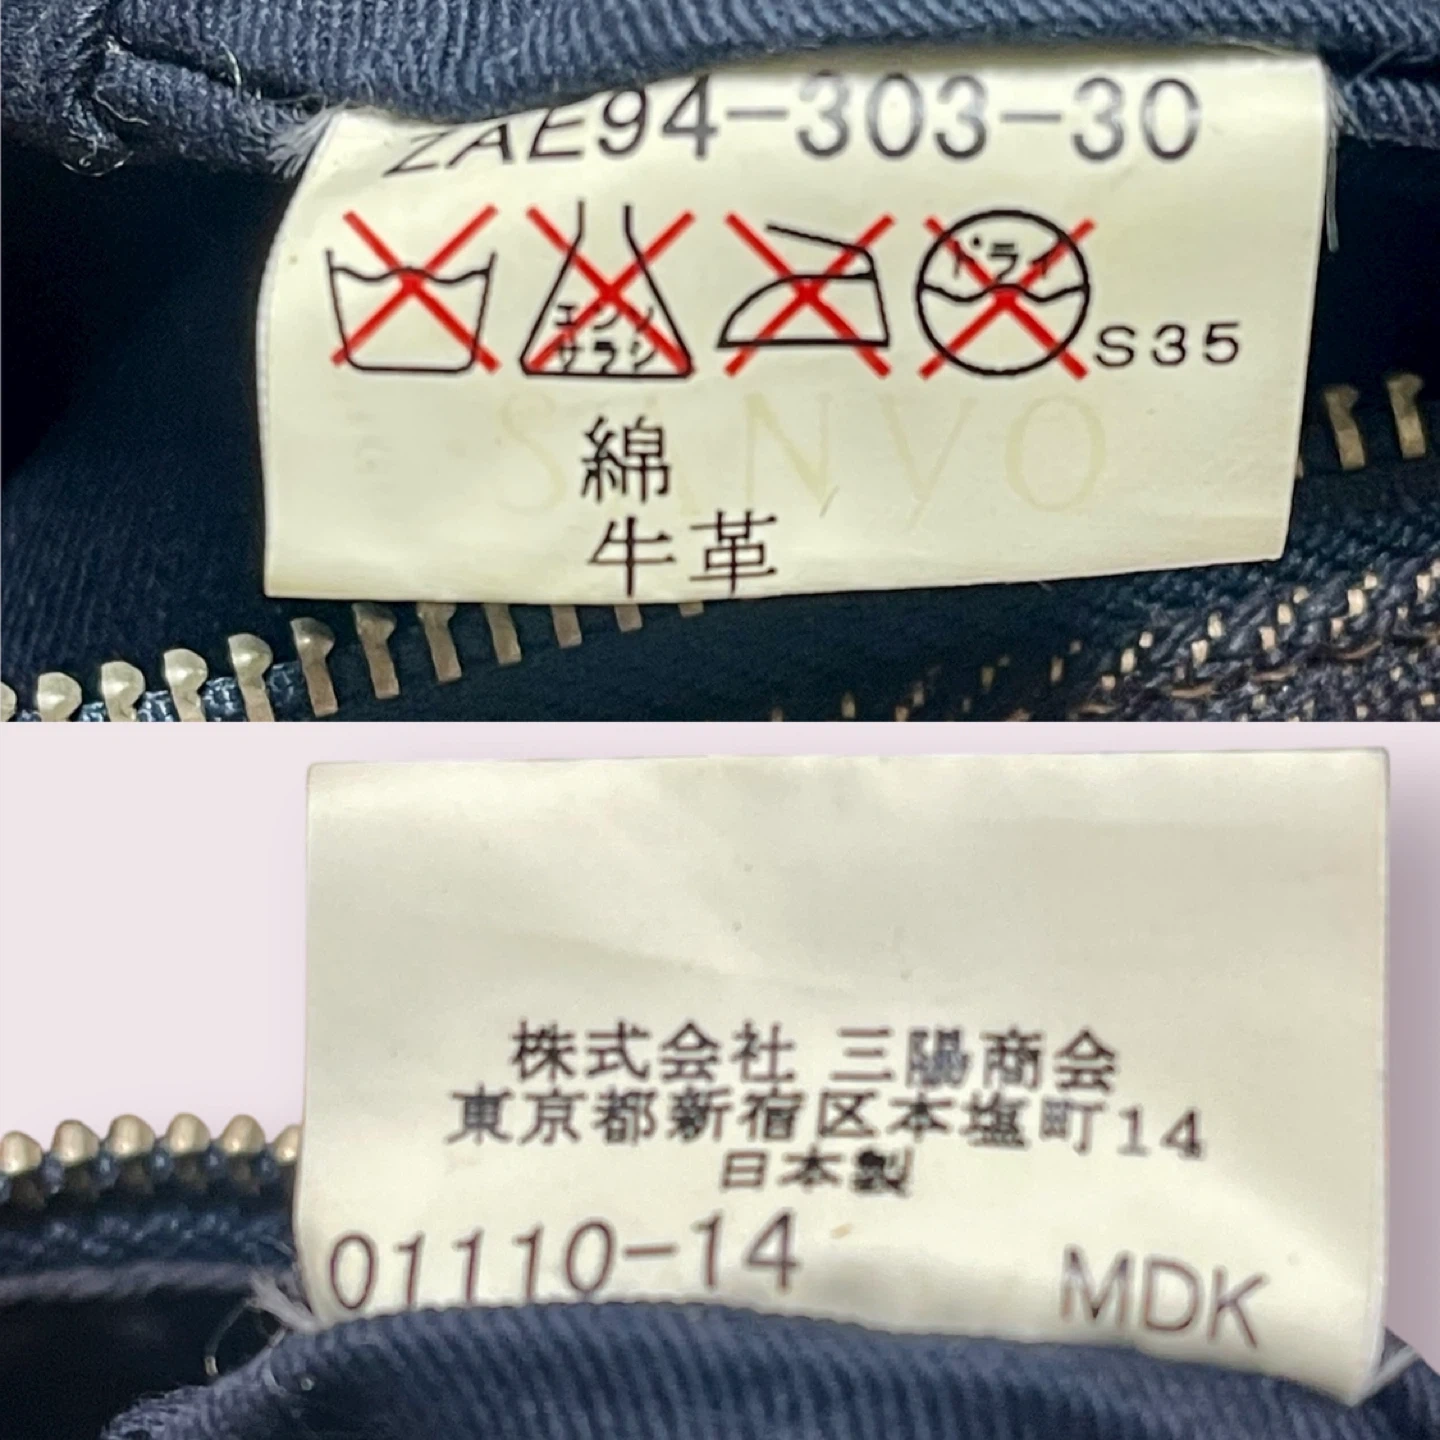 ZAE94-303-30
エンソ
サラシ
ドライ
S35
SANYO
綿
牛革
株式会社 三陽商会
東京都新宿区本塩町14
日本製
01110-14 MDK